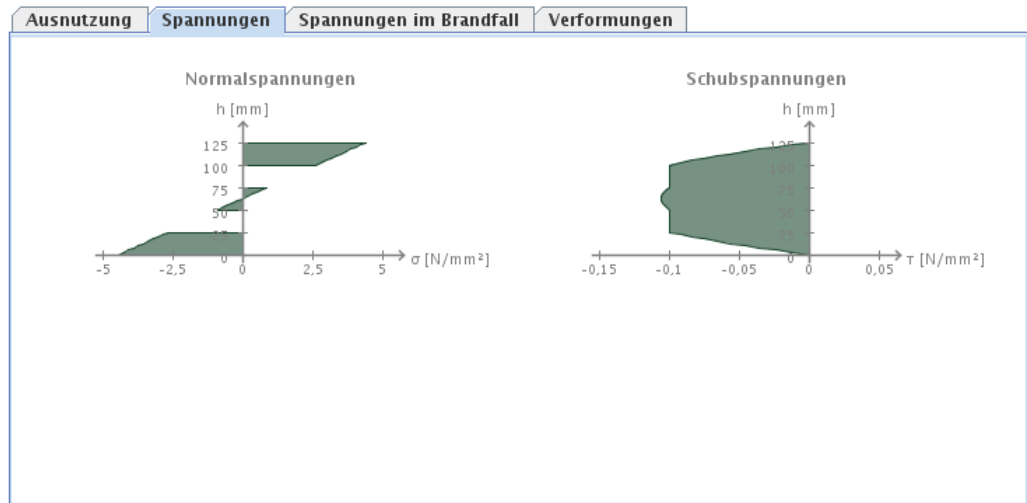 Ausnutzung Spannungen Spannungen im Brandfall Verformungen
Normalspannungen
h [mm]
125
100
75
50
25
0
-5 -2,5 0 2,5 5 σ [N/mm²]
Schubspannungen
h [mm]
125
100
75
50
25
0
-0,15 -0,1 -0,05 0 0,05 τ [N/mm²]